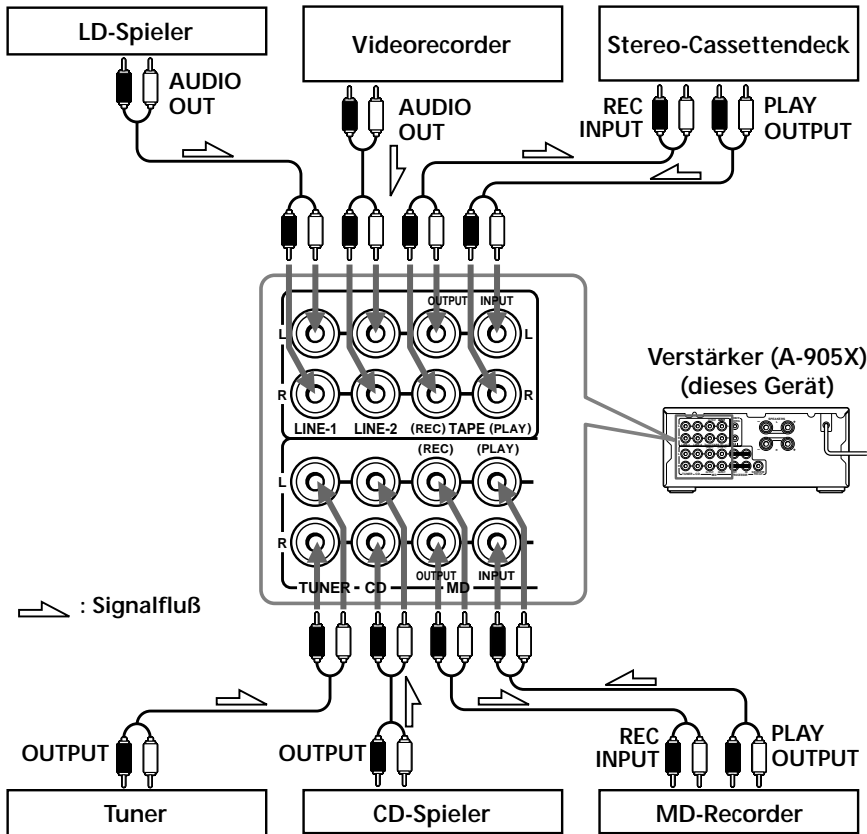 LD-Spieler
Videorecorder
Stereo-Cassettendeck
AUDIO
OUT
AUDIO
OUT
REC
INPUT
PLAY
OUTPUT
OUTPUT INPUT
L L
R R
LINE-1 LINE-2 (REC) TAPE (PLAY)
(REC) (PLAY)
L
R
OUTPUT INPUT
TUNER - CD MD
Verstärker (A-905X)
(dieses Gerät)
: Signalfluß
OUTPUT
OUTPUT
REC
INPUT
PLAY
OUTPUT
Tuner
CD-Spieler
MD-Recorder